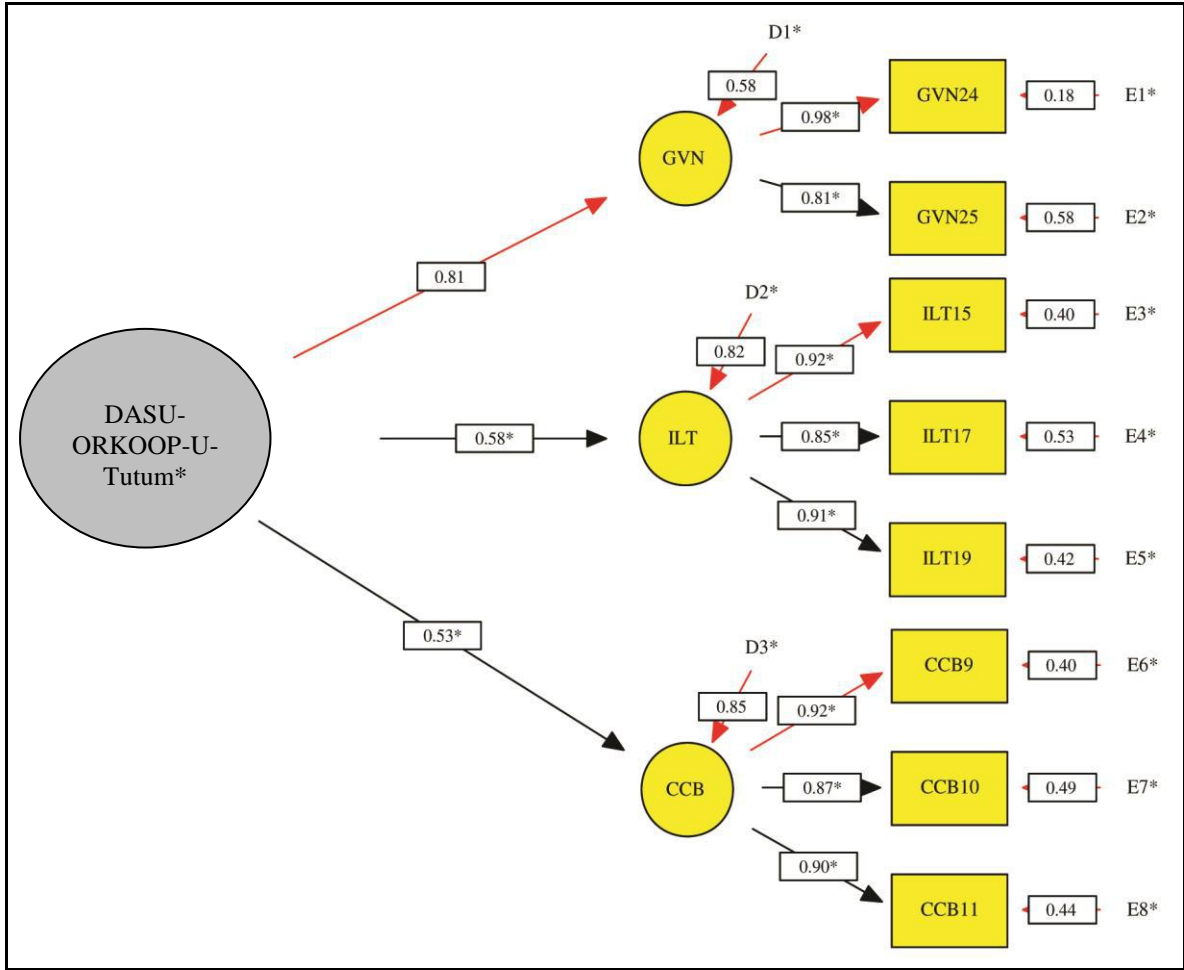 D1*
0.58
GVN24
0.18
E1*
0.98*
GVN
0.81*
GVN25
0.58
E2*
0.81
D2*
ILT15
0.40
E3*
0.82
0.92*
DASU-
ORKOOP-U-
Tutum*
0.58*
ILT
0.85*
ILT17
0.53
E4*
0.91*
ILT19
0.42
E5*
0.53*
D3*
CCB9
0.40
E6*
0.85
0.92*
CCB
0.87*
CCB10
0.49
E7*
0.90*
CCB11
0.44
E8*